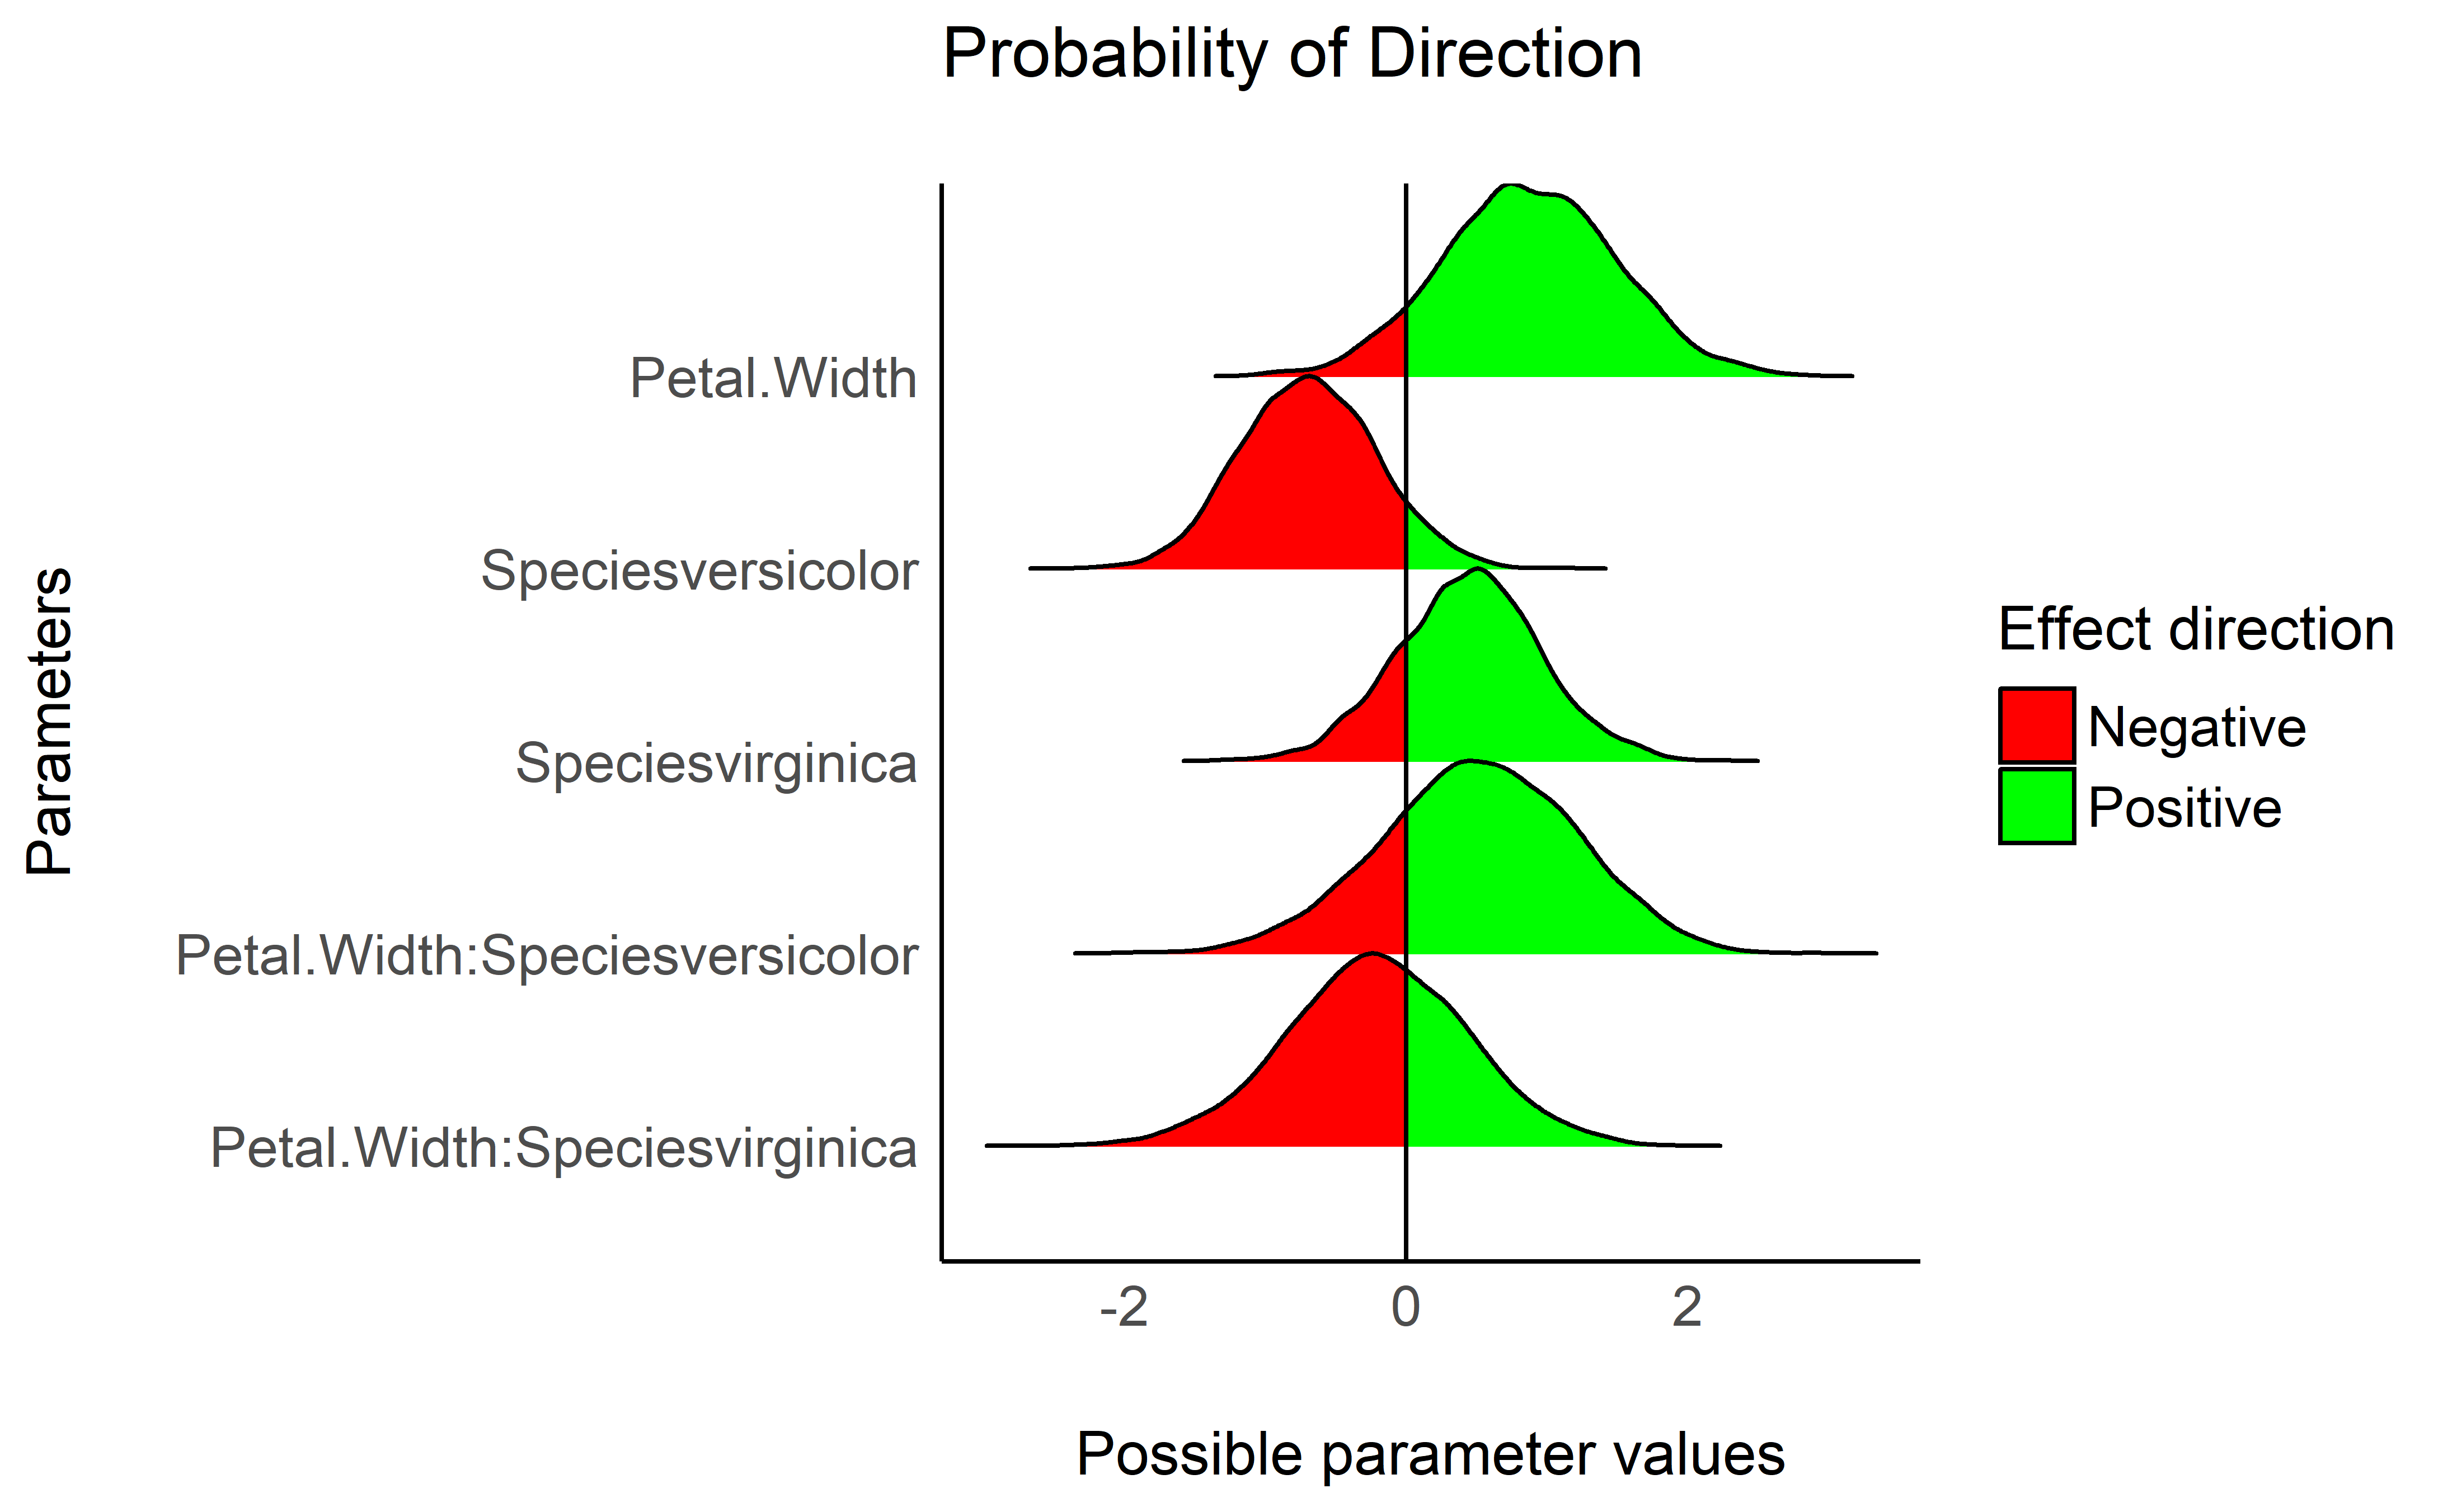 Probability of Direction
Parameters
Petal.Width
Speciesversicolor
Speciesvirginica
Petal.Width:Speciesversicolor
Petal.Width:Speciesvirginica
-2 0 2
Possible parameter values
Effect direction
Negative
Positive